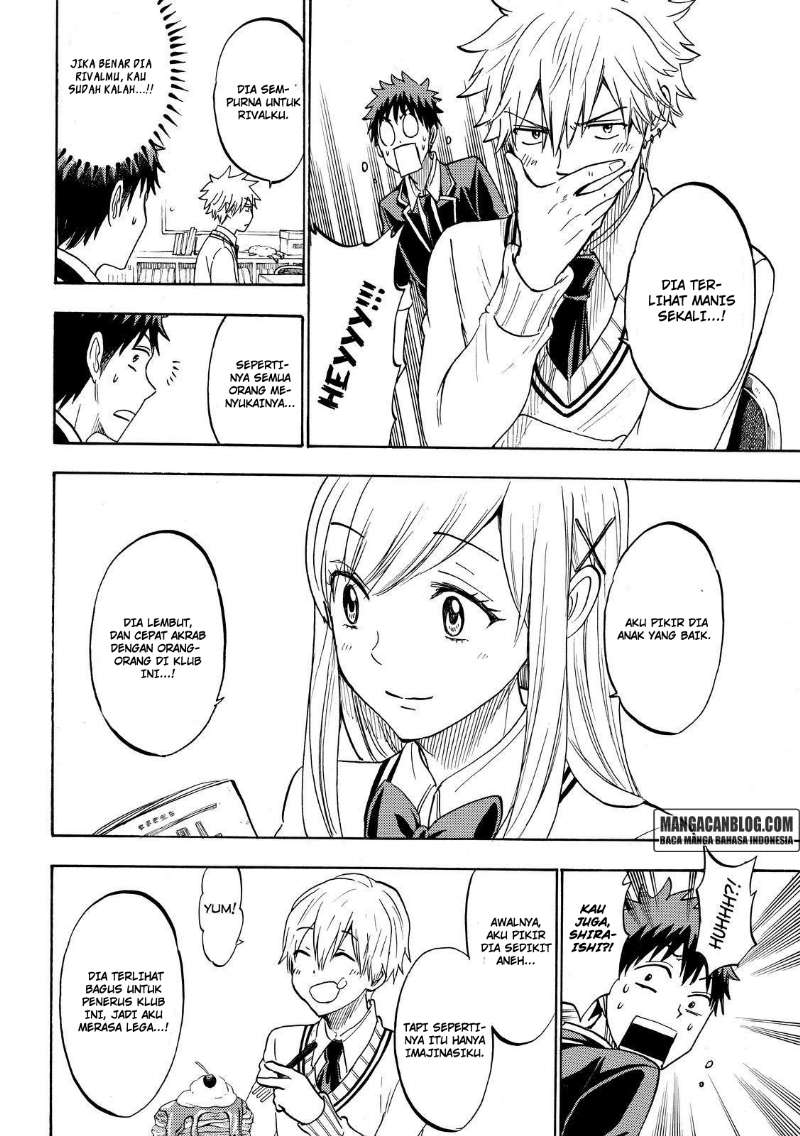 DIA TER-
LIHAT MANIS
SEKALI...!
HEYYY!!!
DIA SEM-
PURNA UNTUK
RIVALKU.
JIKA BENAR DIA
RIVALMU, KAU
SUDAH KALAH...!!
SEPERTI-
NYA SEMUA
ORANG ME-
NYUKAINYA...
AKU PIKIR DIA
ANAK YANG BAIK.
DIA LEMBUT,
DAN CEPAT AKRAB
DENGAN ORANG-
ORANG DI KLUB
INI...!
MANGACANBLOG.COM
BACA MANGA BAHASA INDONESIA
HUHHH?!
KAU
JUGA,
SHIRA-
ISHI?!
AWALNYA,
AKU PIKIR
DIA SEDIKIT
ANEH...
TAPI SEPERTI-
NYA ITU HANYA
IMAJINASIKU.
YUM!
DIA TERLIHAT
BAGUS UNTUK
PENERUS KLUB
INI, JADI AKU
MERASA LEGA...!